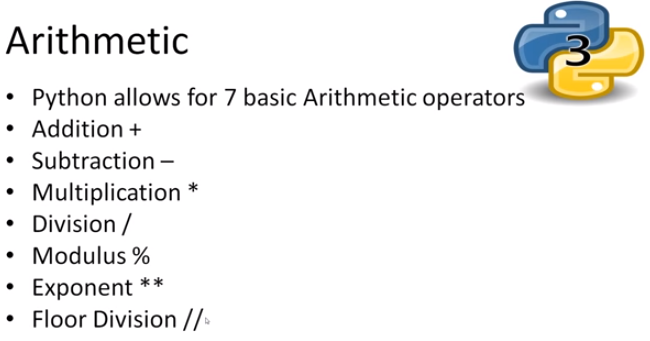 Arithmetic
3
• Python allows for 7 basic Arithmetic operators
• Addition +
• Subtraction –
• Multiplication *
• Division /
• Modulus %
• Exponent **
• Floor Division //